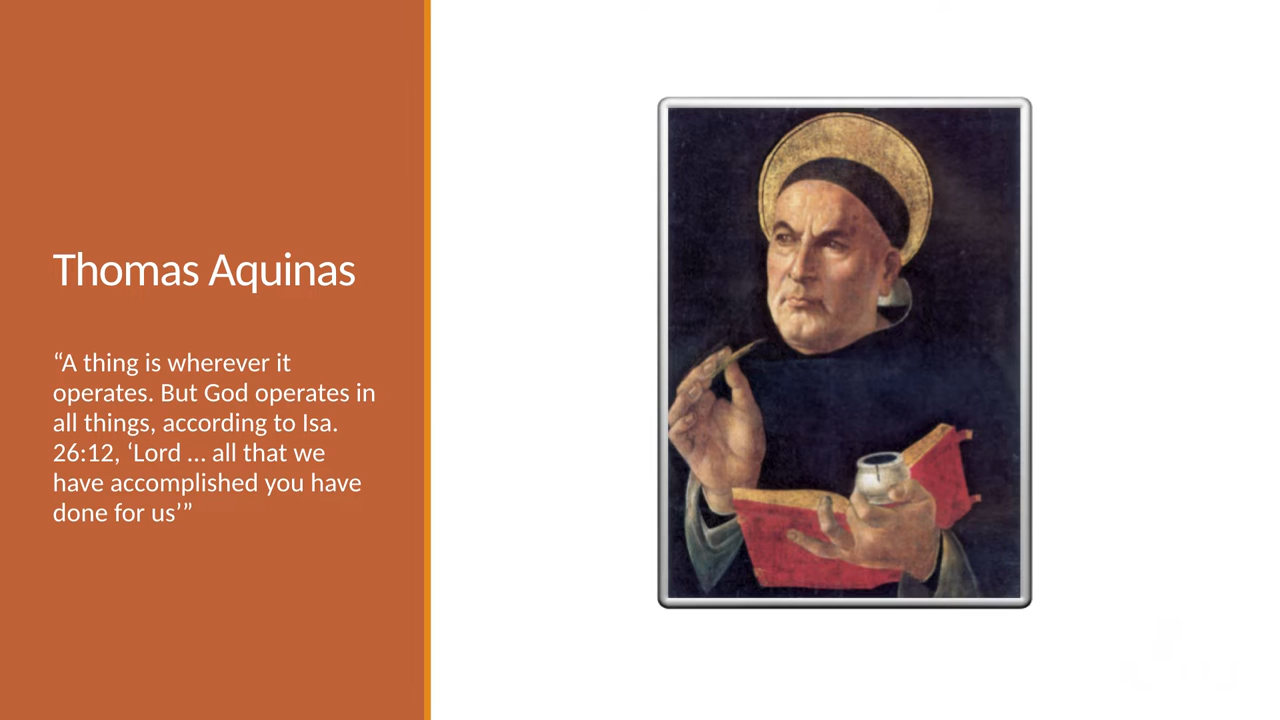 Thomas Aquinas
“A thing is wherever it
operates. But God operates in
all things, according to Isa.
26:12, ‘Lord … all that we
have accomplished you have
done for us’”